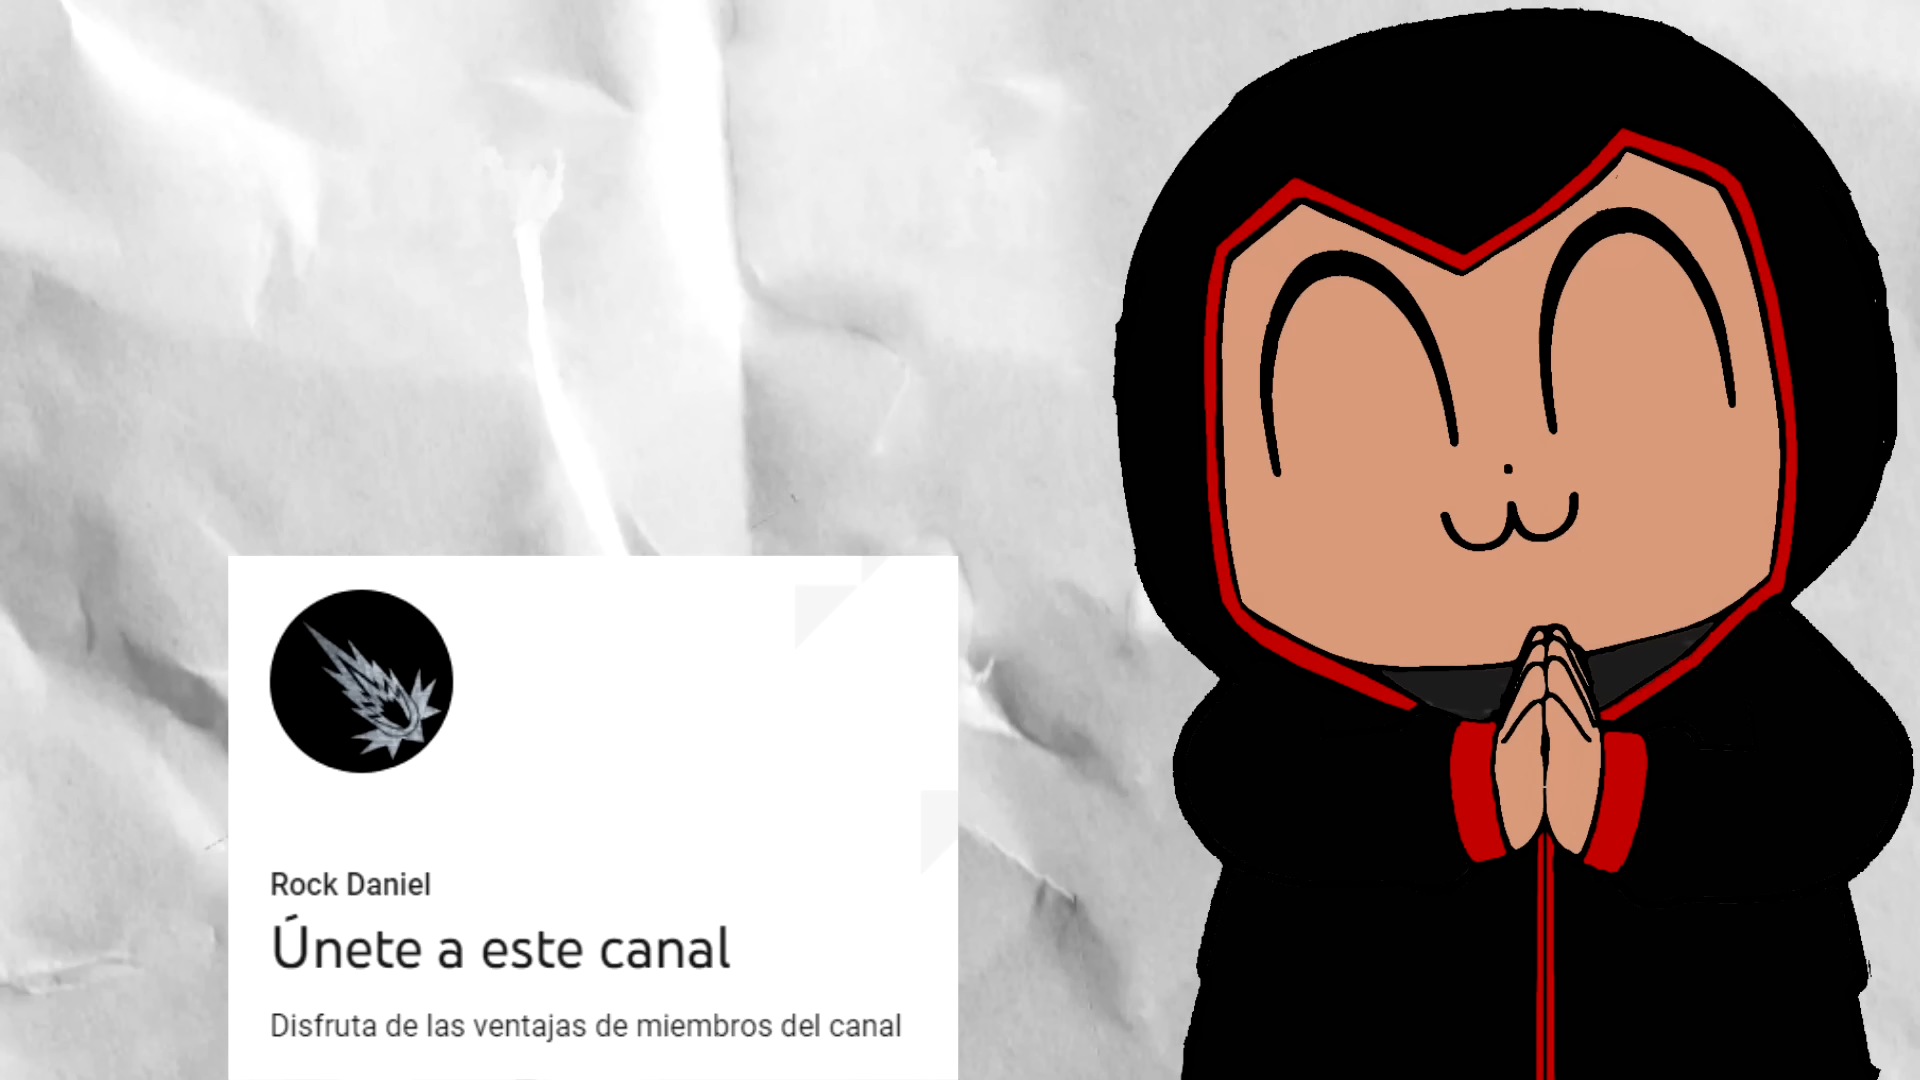 Rock Daniel
Únete a este canal
Disfruta de las ventajas de miembros del canal